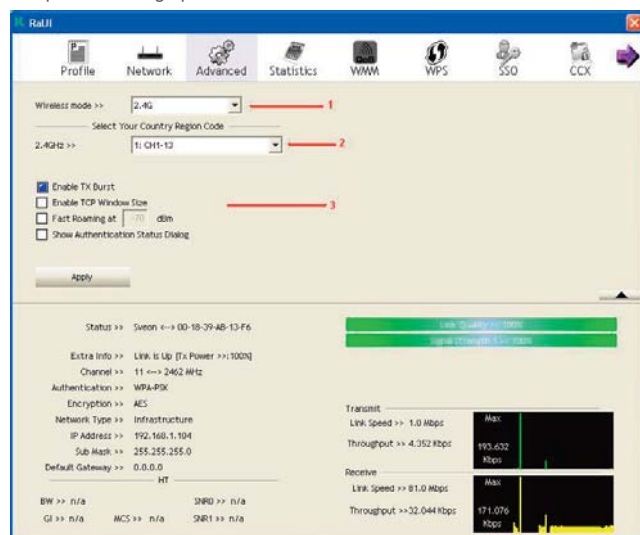 RaUI
Profile Network Advanced Statistics WMM WPS SSO CCX
QoS
Wireless mode >> 2.4G 1
Select Your Country Region Code
2.4GHz >> 1: CH1-13 2
Enable TX Burst
Enable TCP Window Size 3
Fast Roaming at -70 dBm
Show Authentication Status Dialog
Apply
Status >> Sveon <--> 00-18-39-AB-13-F6
Link Quality >> 100%
Signal Strength 1 >> 100%
Extra Info >> Link is Up [Tx Power >>:100%]
Channel >> 11 <--> 2462 MHz
Authentication >> WPA-PSK
Encryption >> AES
Network Type >> Infrastructure
IP Address >> 192.168.1.104
Sub Mask >> 255.255.255.0
Default Gateway >> 0.0.0.0
HT
BW >> n/a SNR0 >> n/a
GI >> n/a MCS >> n/a SNR1 >> n/a
Transmit
Link Speed >> 1.0 Mbps Max
Throughput >> 4.352 Kbps 193.632
Kbps
Receive
Link Speed >> 81.0 Mbps Max
Throughput >>32.044 Kbps 171.076
Kbps